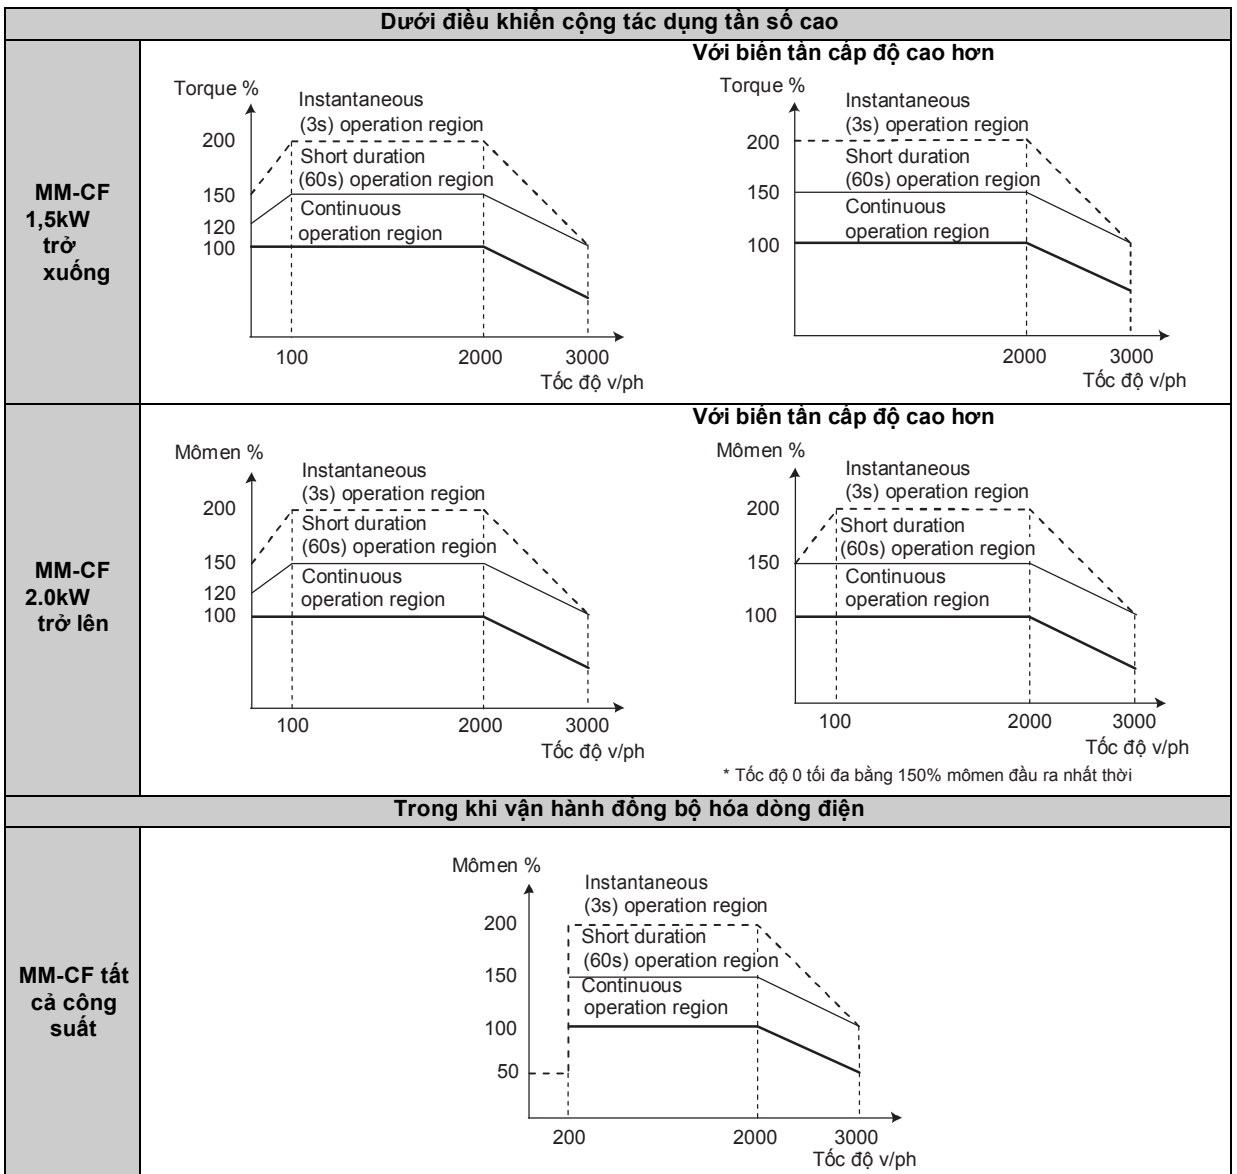 Dưới điều khiển cộng tác dụng tần số cao
MM-CF
1,5kW
trở
xuống
Torque %
Instantaneous
(3s) operation region
200
Short duration
(60s) operation region
150
Continuous
operation region
120
100
100
2000
3000
Tốc độ v/ph
Với biến tần cấp độ cao hơn
Torque %
Instantaneous
(3s) operation region
200
Short duration
(60s) operation region
150
Continuous
operation region
100
2000
3000
Tốc độ v/ph
MM-CF
2.0kW
trở lên
Mômen %
Instantaneous
(3s) operation region
200
Short duration
(60s) operation region
150
Continuous
operation region
120
100
100
2000
3000
Tốc độ v/ph
Với biến tần cấp độ cao hơn
Mômen %
Instantaneous
(3s) operation region
200
Short duration
(60s) operation region
150
Continuous
operation region
100
100
2000
3000
Tốc độ v/ph
* Tốc độ 0 tối đa bằng 150% mômen đầu ra nhất thời
Trong khi vận hành đồng bộ hóa dòng điện
MM-CF tất
cả công
suất
Mômen %
Instantaneous
(3s) operation region
200
Short duration
(60s) operation region
150
Continuous
operation region
100
50
200
2000
3000
Tốc độ v/ph